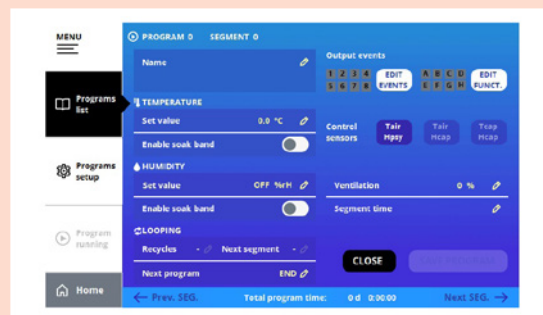 MENU
Programs list
Programs setup
Program running
Home
PROGRAM 0 SEGMENT 0
Name
TEMPERATURE
Set value 0.0 °C
Enable soak band
HUMIDITY
Set value OFF %rH
Enable soak band
LOOPING
Recycles - Next segment -
Next program END
Output events
1 2 3 4 EDIT EVENTS A B C D EDIT FUNCT.
5 6 7 8 E F G H
Control sensors Tair Hpsy Tair Hcap Tcap Hcap
Ventilation 0 %
Segment time
CLOSE SAVE PROGRAM
← Prev. SEG. Total program time: 0 d 0:00:00 Next SEG. →